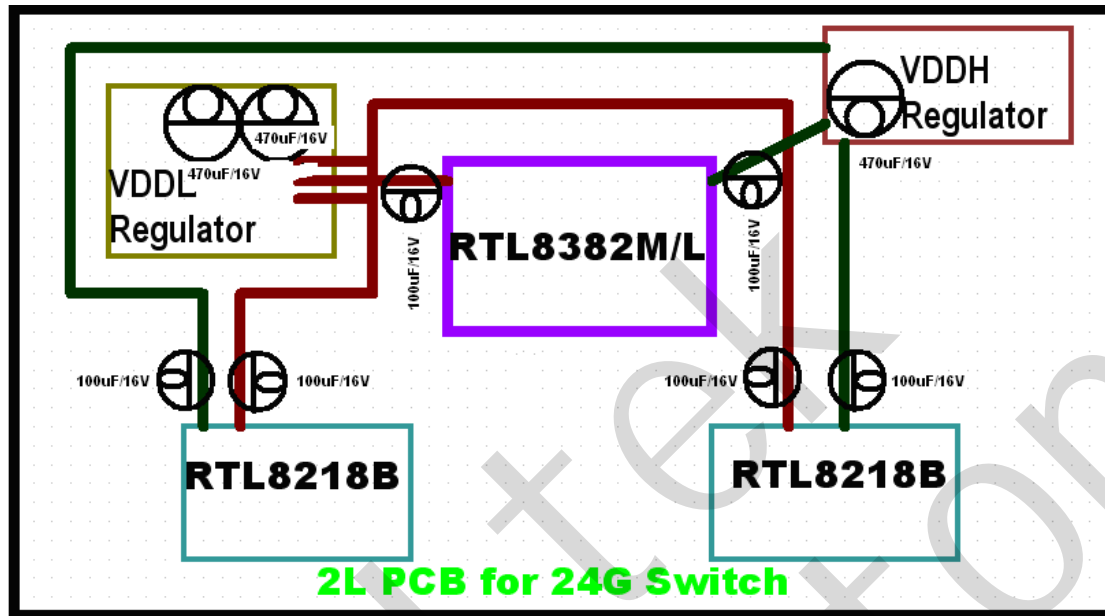 VDDH
Regulator
470uF/16V
470uF/16V
470uF/16V
VDDL
Regulator
100uF/16V
RTL8382M/L
100uF/16V
100uF/16V
100uF/16V
100uF/16V
100uF/16V
RTL8218B
RTL8218B
2L PCB for 24G Switch